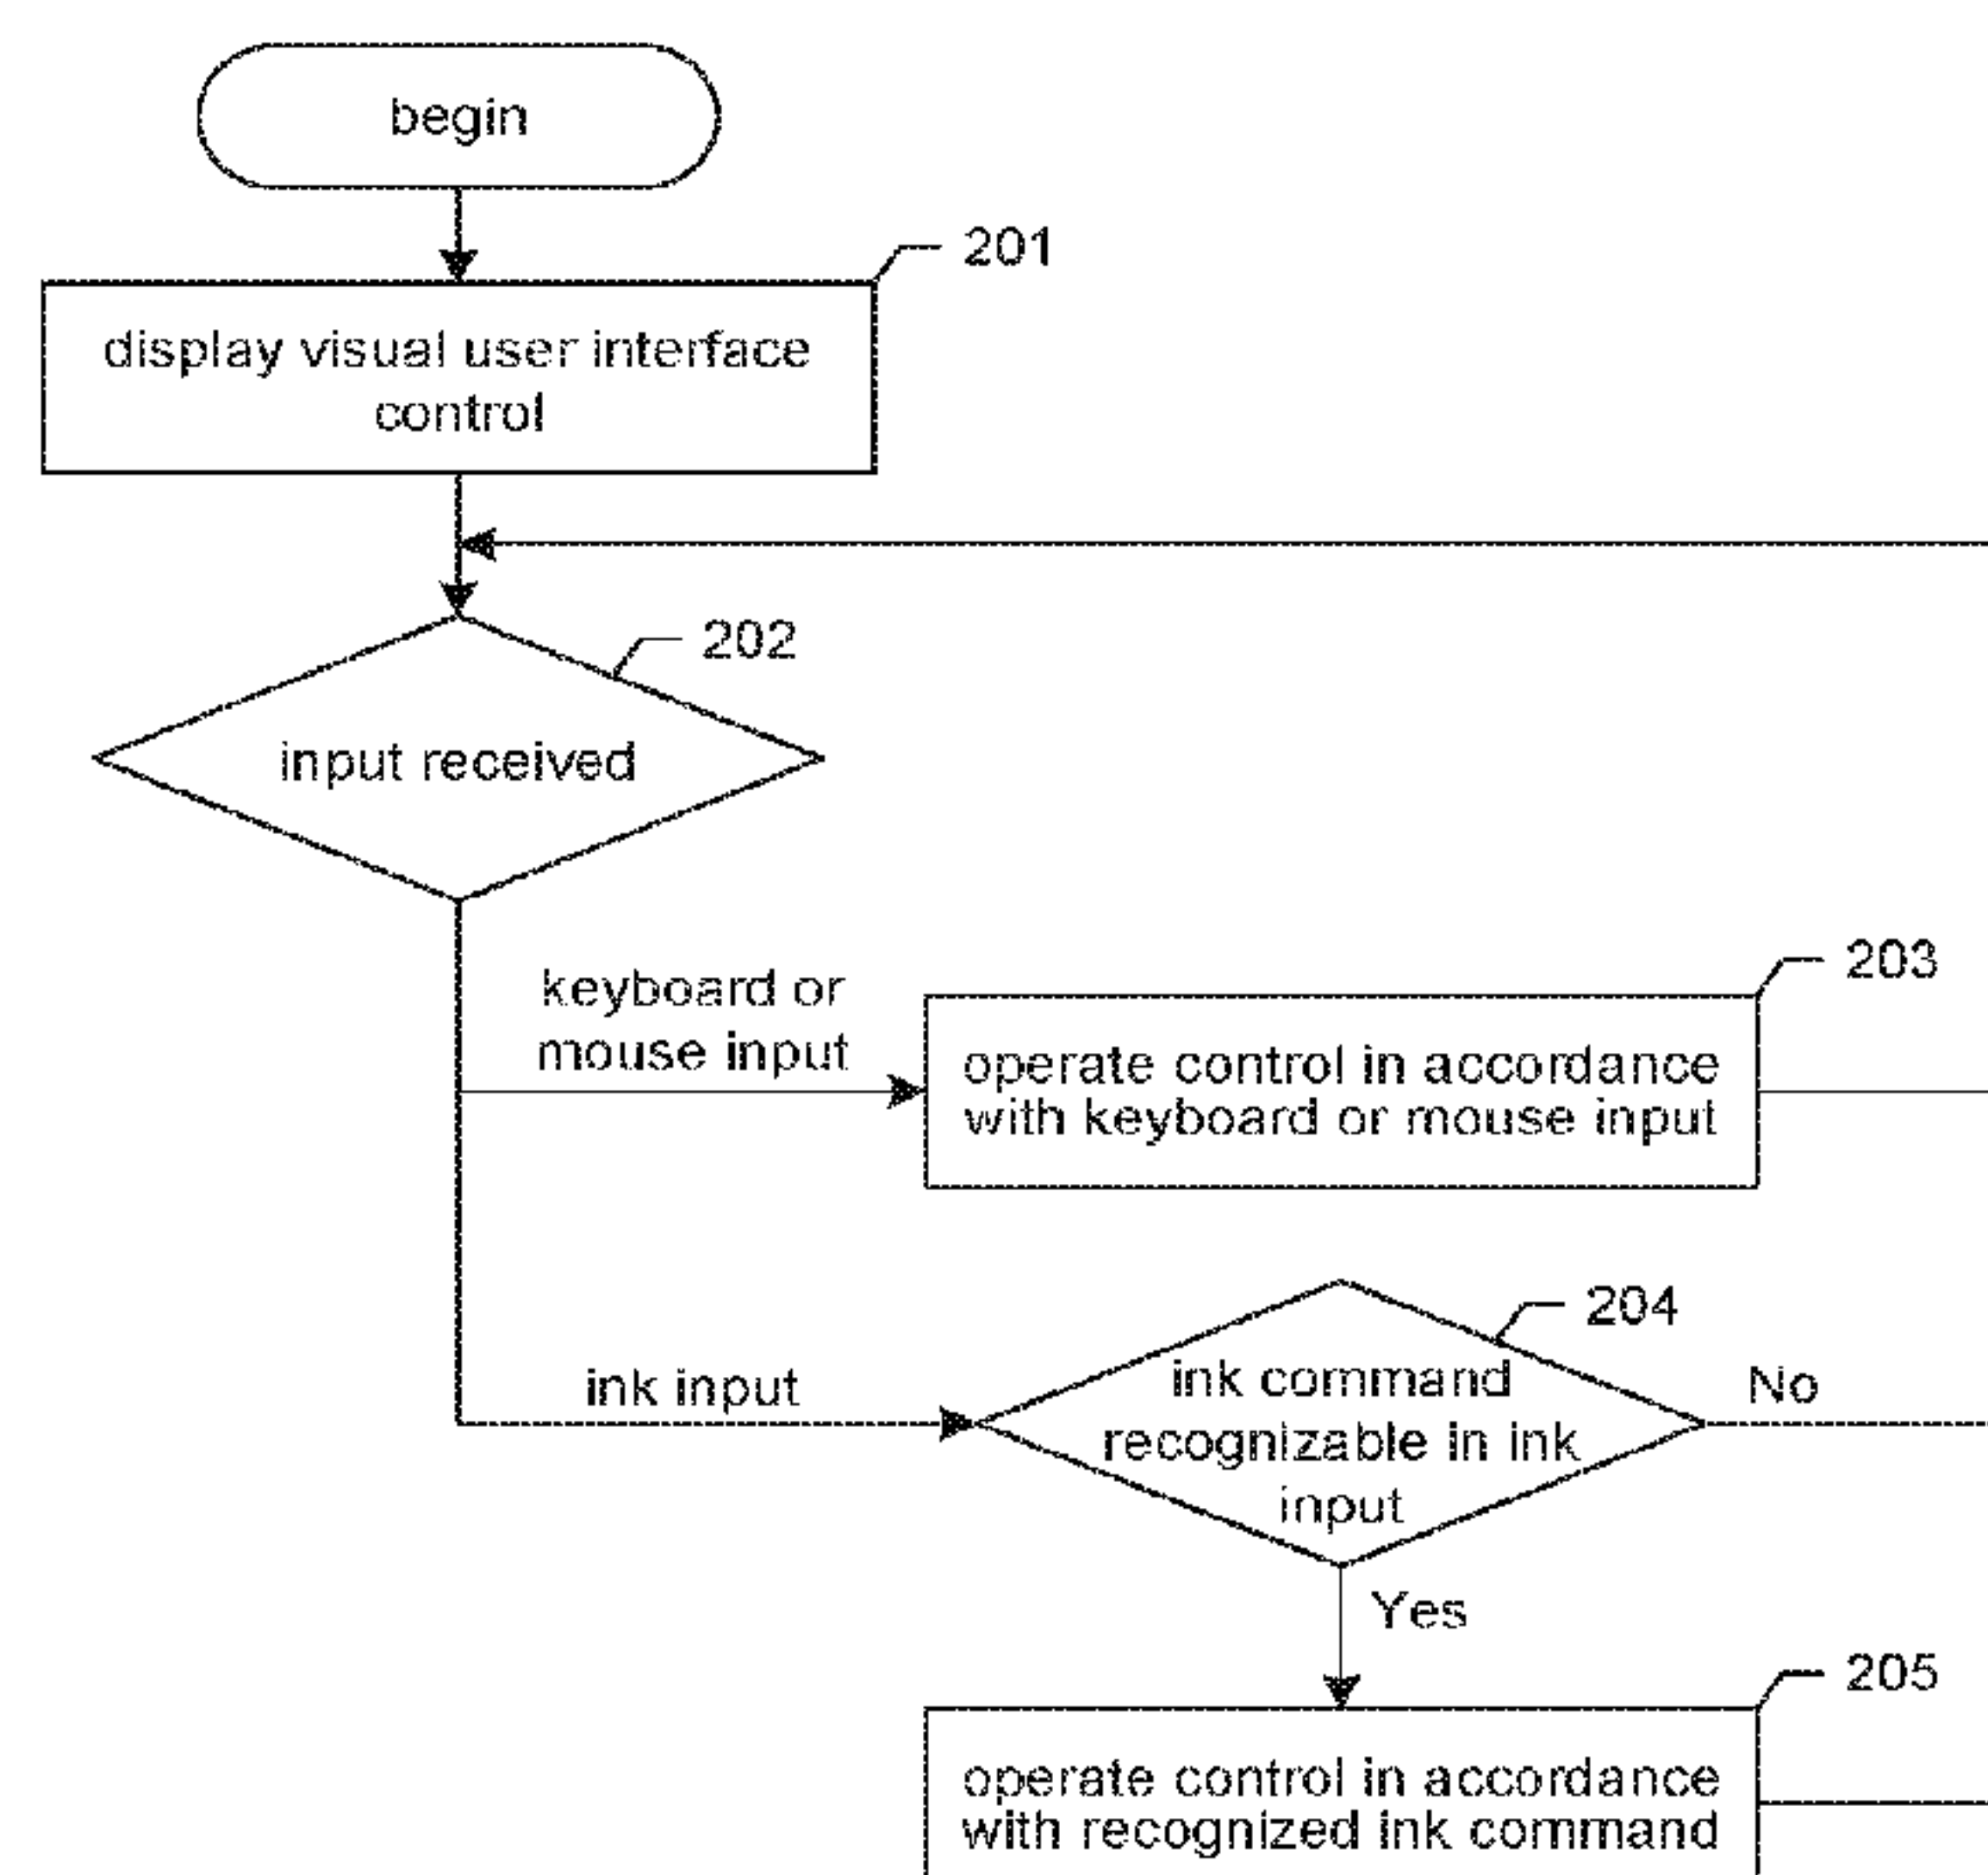 begin
201
display visual user interface
control
202
input received
keyboard or
mouse input
203
operate control in accordance
with keyboard or mouse input
204
ink input
ink command
recognizable in ink
input
No
Yes
205
operate control in accordance
with recognized ink command